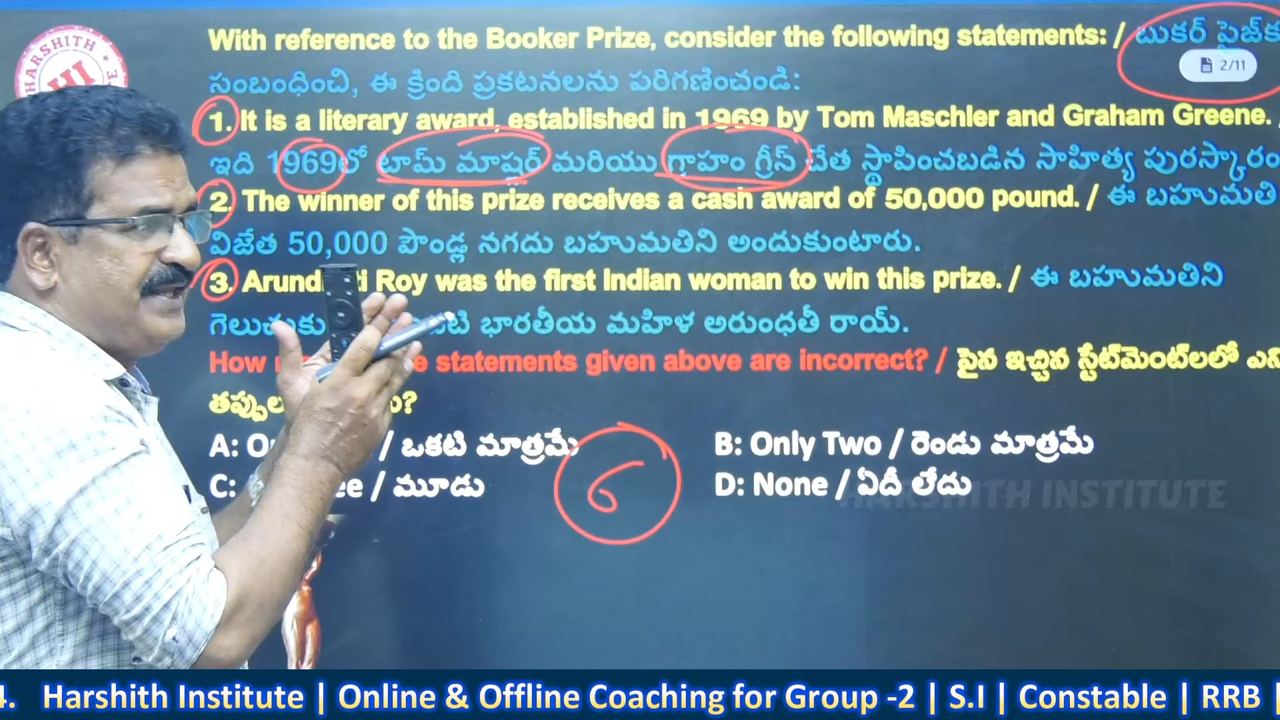 HARSHITH
HI
With reference to the Booker Prize, consider the following statements: / బుకర్ ప్రైజ్‌కు
2/11
సంబంధించి, ఈ క్రింది ప్రకటనలను పరిగణించండి:
1. It is a literary award, established in 1969 by Tom Maschler and Graham Greene. /
ఇది 1969లో టామ్ మాష్లర్ మరియు గ్రాహం గ్రీన్ చేత స్థాపించబడిన సాహిత్య పురస్కారం
2. The winner of this prize receives a cash award of 50,000 pound. / ఈ బహుమతి
విజేత 50,000 పౌండ్ల నగదు బహుమతిని అందుకుంటారు.
3. Roy was the first Indian woman to win this prize. / ఈ బహుమతిని
భారతీయ మహిళ అరుంధతీ రాయ్.
How statements given above are incorrect? / పైన ఇచ్చిన స్టేట్‌మెంట్‌లలో
A: / ఒకటి మాత్రమే B: Only Two / రెండు మాత్రమే
C: / మూడు D: None / ఏదీ లేదు
6
HARSHITH INSTITUTE
4. Harshith Institute | Online & Offline Coaching for Group -2 | S.I | Constable | RRB |